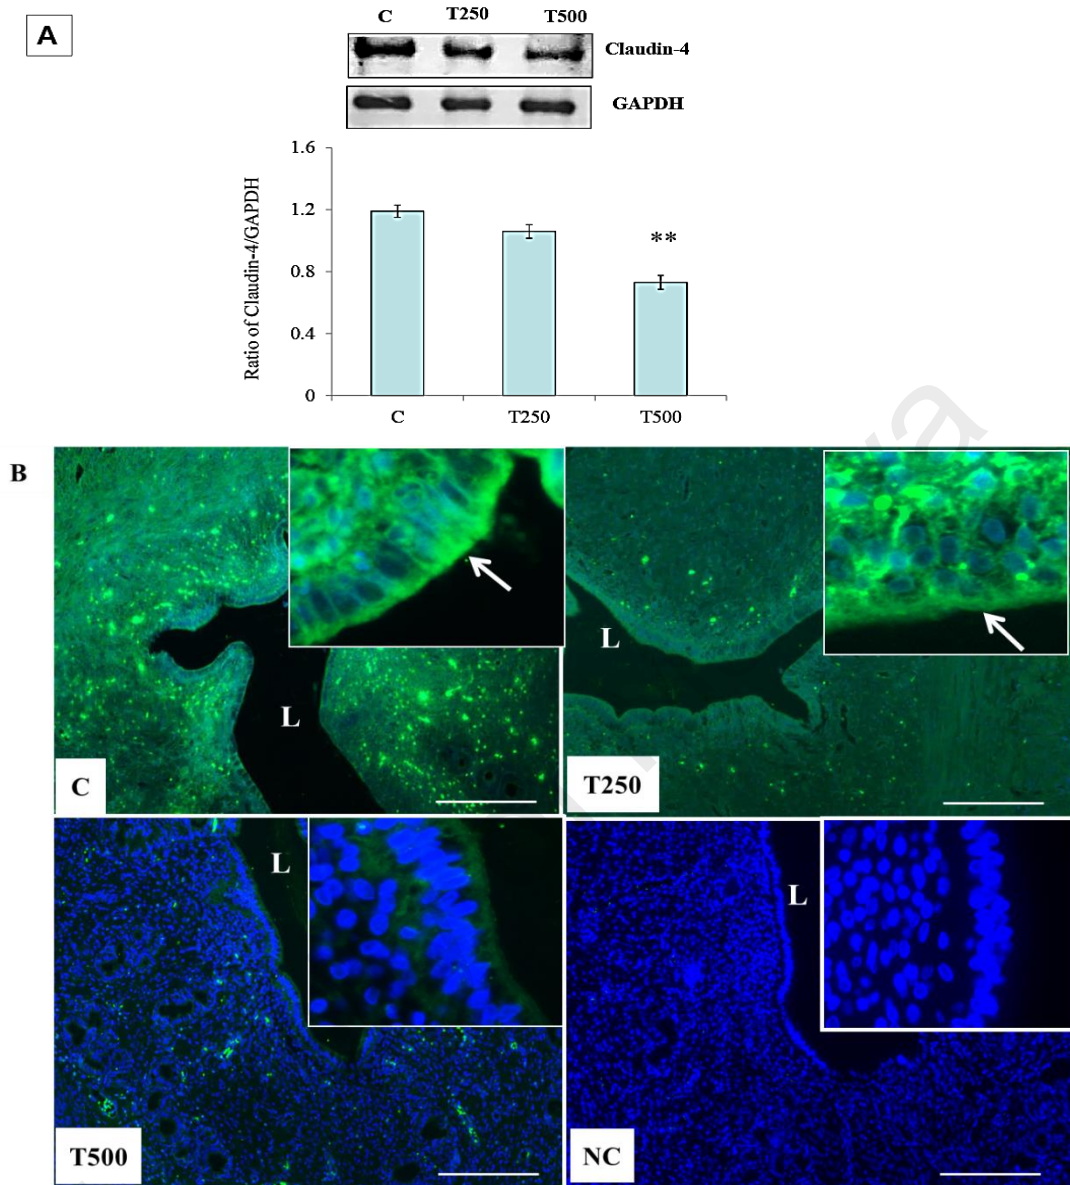 A
C T250 T500
Claudin-4
GAPDH
Ratio of Claudin-4/GAPDH
1.6
1.2
0.8
0.4
0
**
C T250 T500
B
L
C
L
T250
L
T500
L
NC